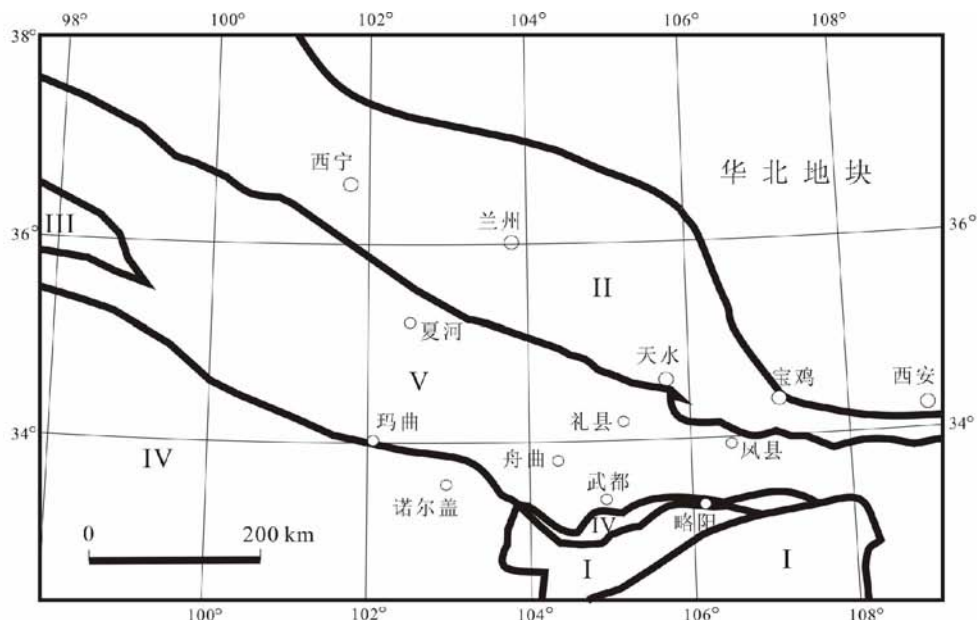 98° 100° 102° 104° 106° 108°
38°
西宁
华北地块
兰州
36° III 36°
II
夏河
天水
宝鸡 西安
V
礼县
玛曲
34° 34°
凤县
舟曲
IV
武都
诺尔盖
IV 略阳
0 200 km
I I
100° 102° 104° 106° 108°